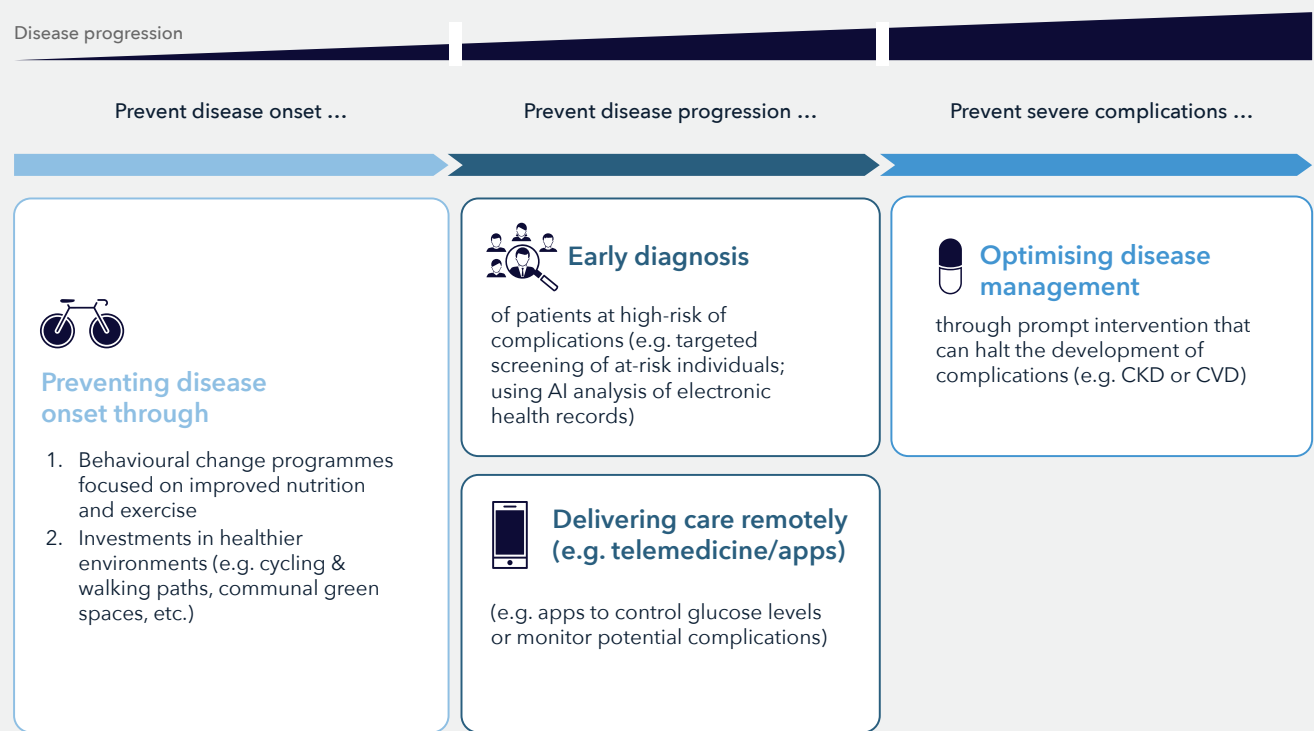 Disease progression
Prevent disease onset …
Prevent disease progression …
Prevent severe complications …
Preventing disease
onset through
1. Behavioural change programmes
focused on improved nutrition
and exercise
2. Investments in healthier
environments (e.g. cycling &
walking paths, communal green
spaces, etc.)
Early diagnosis
of patients at high-risk of
complications (e.g. targeted
screening of at-risk individuals;
using AI analysis of electronic
health records)
Delivering care remotely
(e.g. telemedicine/apps)
(e.g. apps to control glucose levels
or monitor potential complications)
Optimising disease
management
through prompt intervention that
can halt the development of
complications (e.g. CKD or CVD)